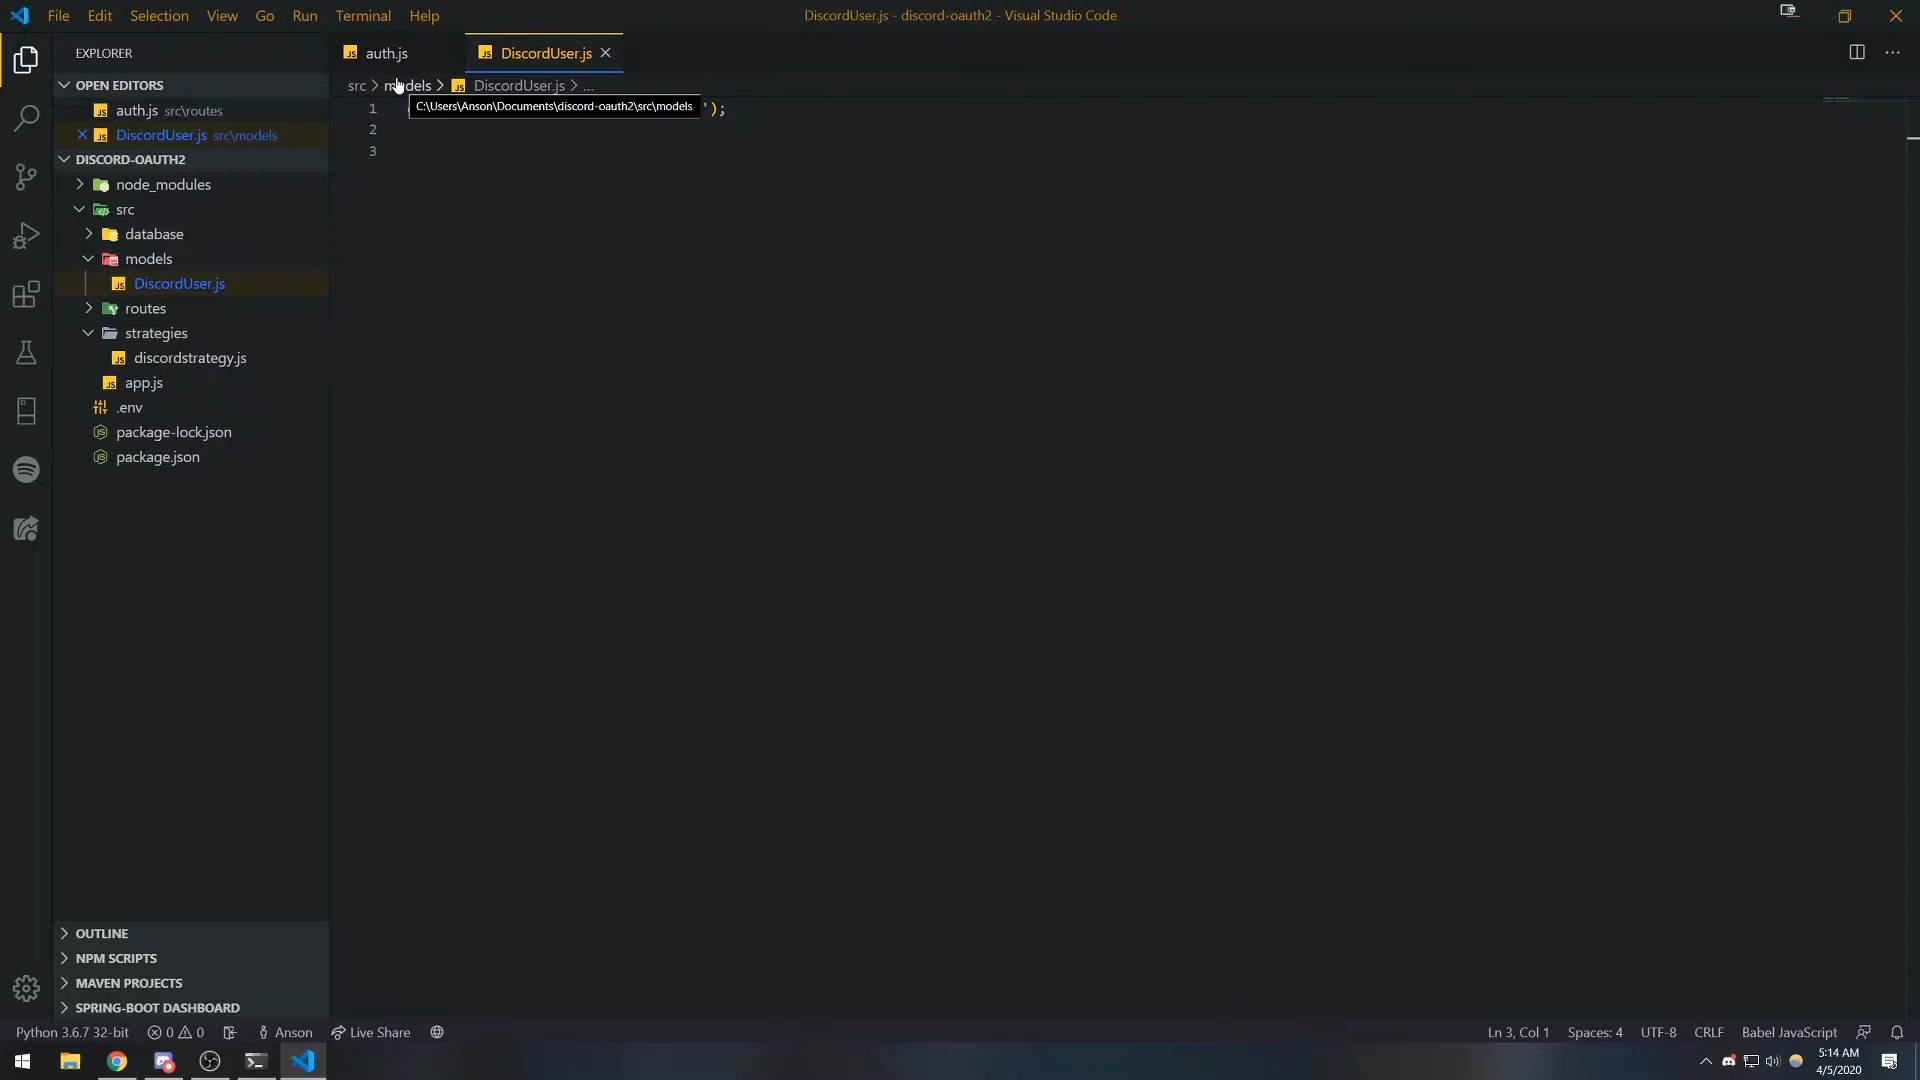 File Edit Selection View Go Run Terminal Help
DiscordUser.js - discord-oauth2 - Visual Studio Code
EXPLORER
OPEN EDITORS
auth.js src\routes
DiscordUser.js src\models
DISCORD-OAUTH2
node_modules
src
database
models
DiscordUser.js
routes
strategies
discordstrategy.js
app.js
.env
package-lock.json
package.json
OUTLINE
NPM SCRIPTS
MAVEN PROJECTS
SPRING-BOOT DASHBOARD
auth.js
DiscordUser.js
src > models > DiscordUser.js > ...
C:\Users\Anson\Documents\discord-oauth2\src\models
1 ');
2
3
Python 3.6.7 32-bit 0 0 Anson Live Share
Ln 3, Col 1 Spaces: 4 UTF-8 CRLF Babel JavaScript
5:14 AM
4/5/2020